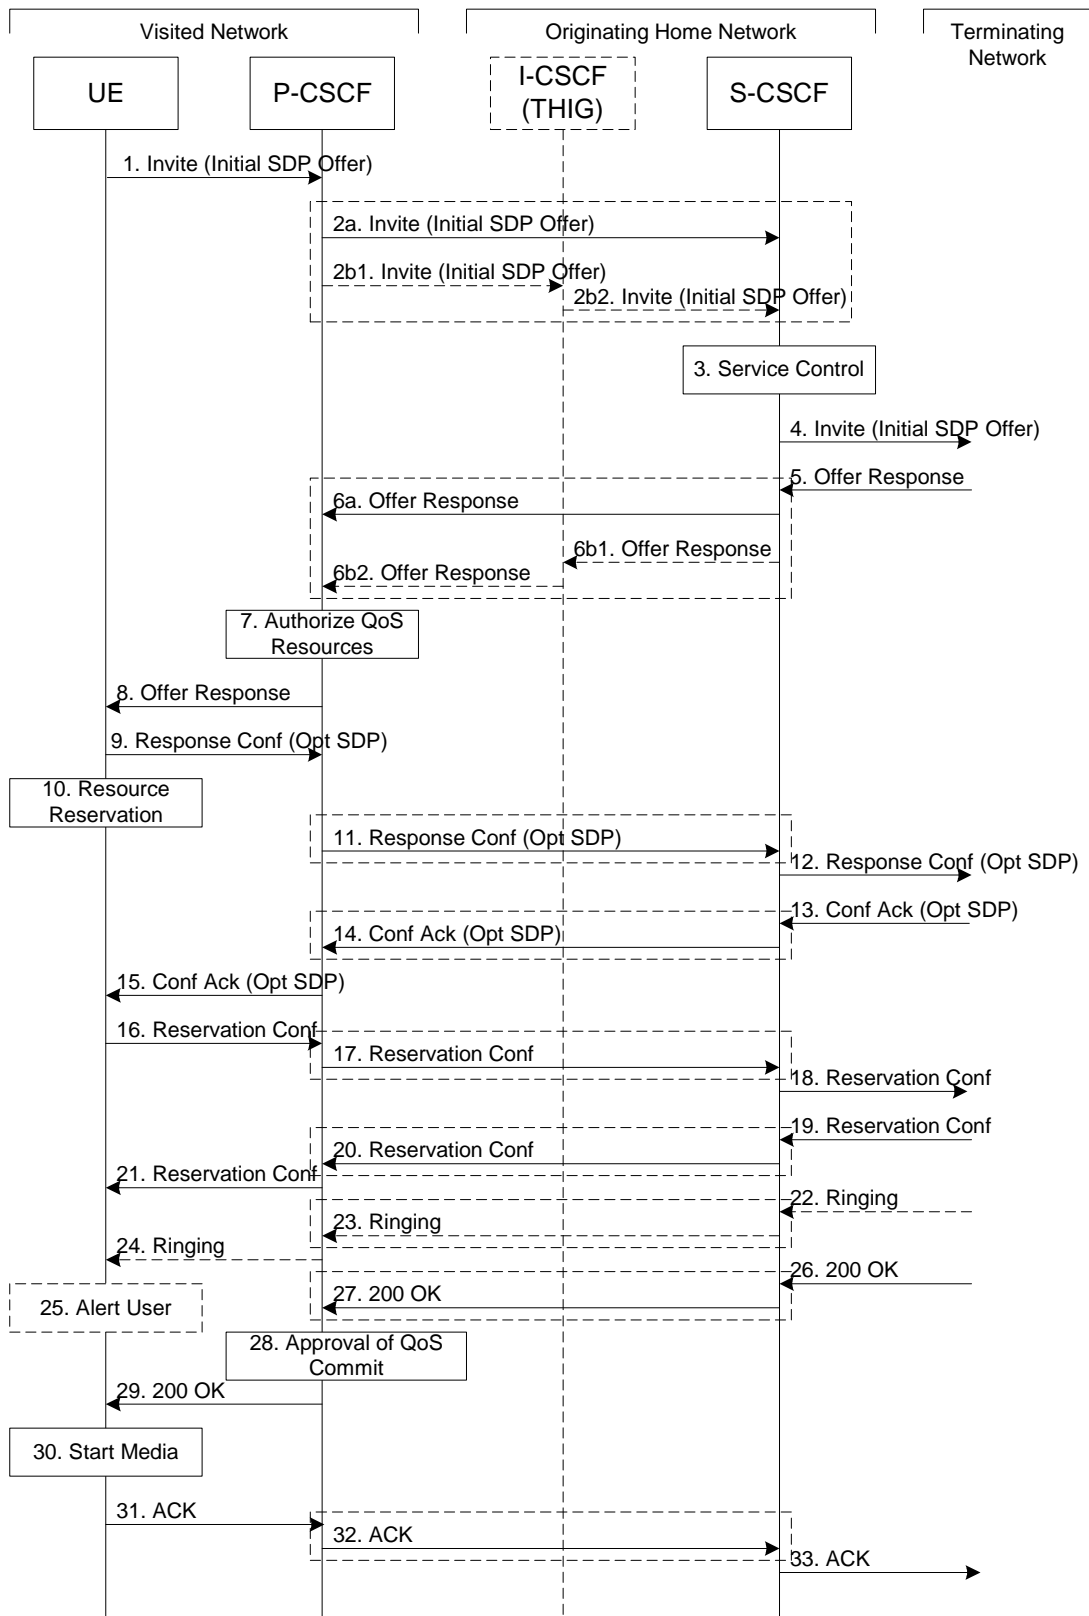 Visited Network
Originating Home Network
Terminating
Network
UE
P-CSCF
I-CSCF
(THIG)
S-CSCF
1. Invite (Initial SDP Offer)
2a. Invite (Initial SDP Offer)
2b1. Invite (Initial SDP Offer)
2b2. Invite (Initial SDP Offer)
3. Service Control
4. Invite (Initial SDP Offer)
5. Offer Response
6a. Offer Response
6b1. Offer Response
6b2. Offer Response
7. Authorize QoS
Resources
8. Offer Response
9. Response Conf (Opt SDP)
10. Resource
Reservation
11. Response Conf (Opt SDP)
12. Response Conf (Opt SDP)
13. Conf Ack (Opt SDP)
14. Conf Ack (Opt SDP)
15. Conf Ack (Opt SDP)
16. Reservation Conf
17. Reservation Conf
18. Reservation Conf
19. Reservation Conf
20. Reservation Conf
21. Reservation Conf
22. Ringing
23. Ringing
24. Ringing
25. Alert User
26. 200 OK
27. 200 OK
28. Approval of QoS
Commit
29. 200 OK
30. Start Media
31. ACK
32. ACK
33. ACK